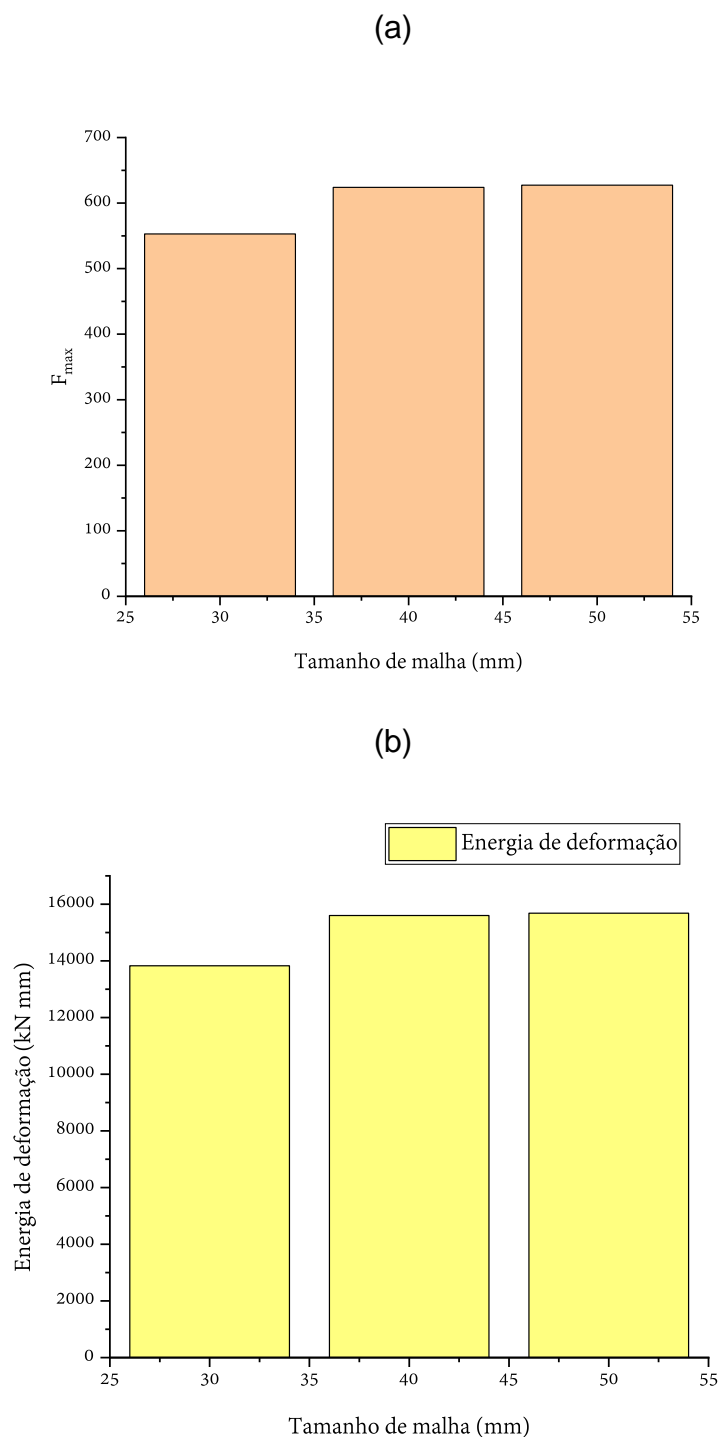 (a)
700
600
500
400
300
200
100
0
F_max
25 30 35 40 45 50 55
Tamanho de malha (mm)
(b)
Energia de deformação
16000
14000
12000
10000
8000
6000
4000
2000
0
Energia de deformação (kN mm)
25 30 35 40 45 50 55
Tamanho de malha (mm)